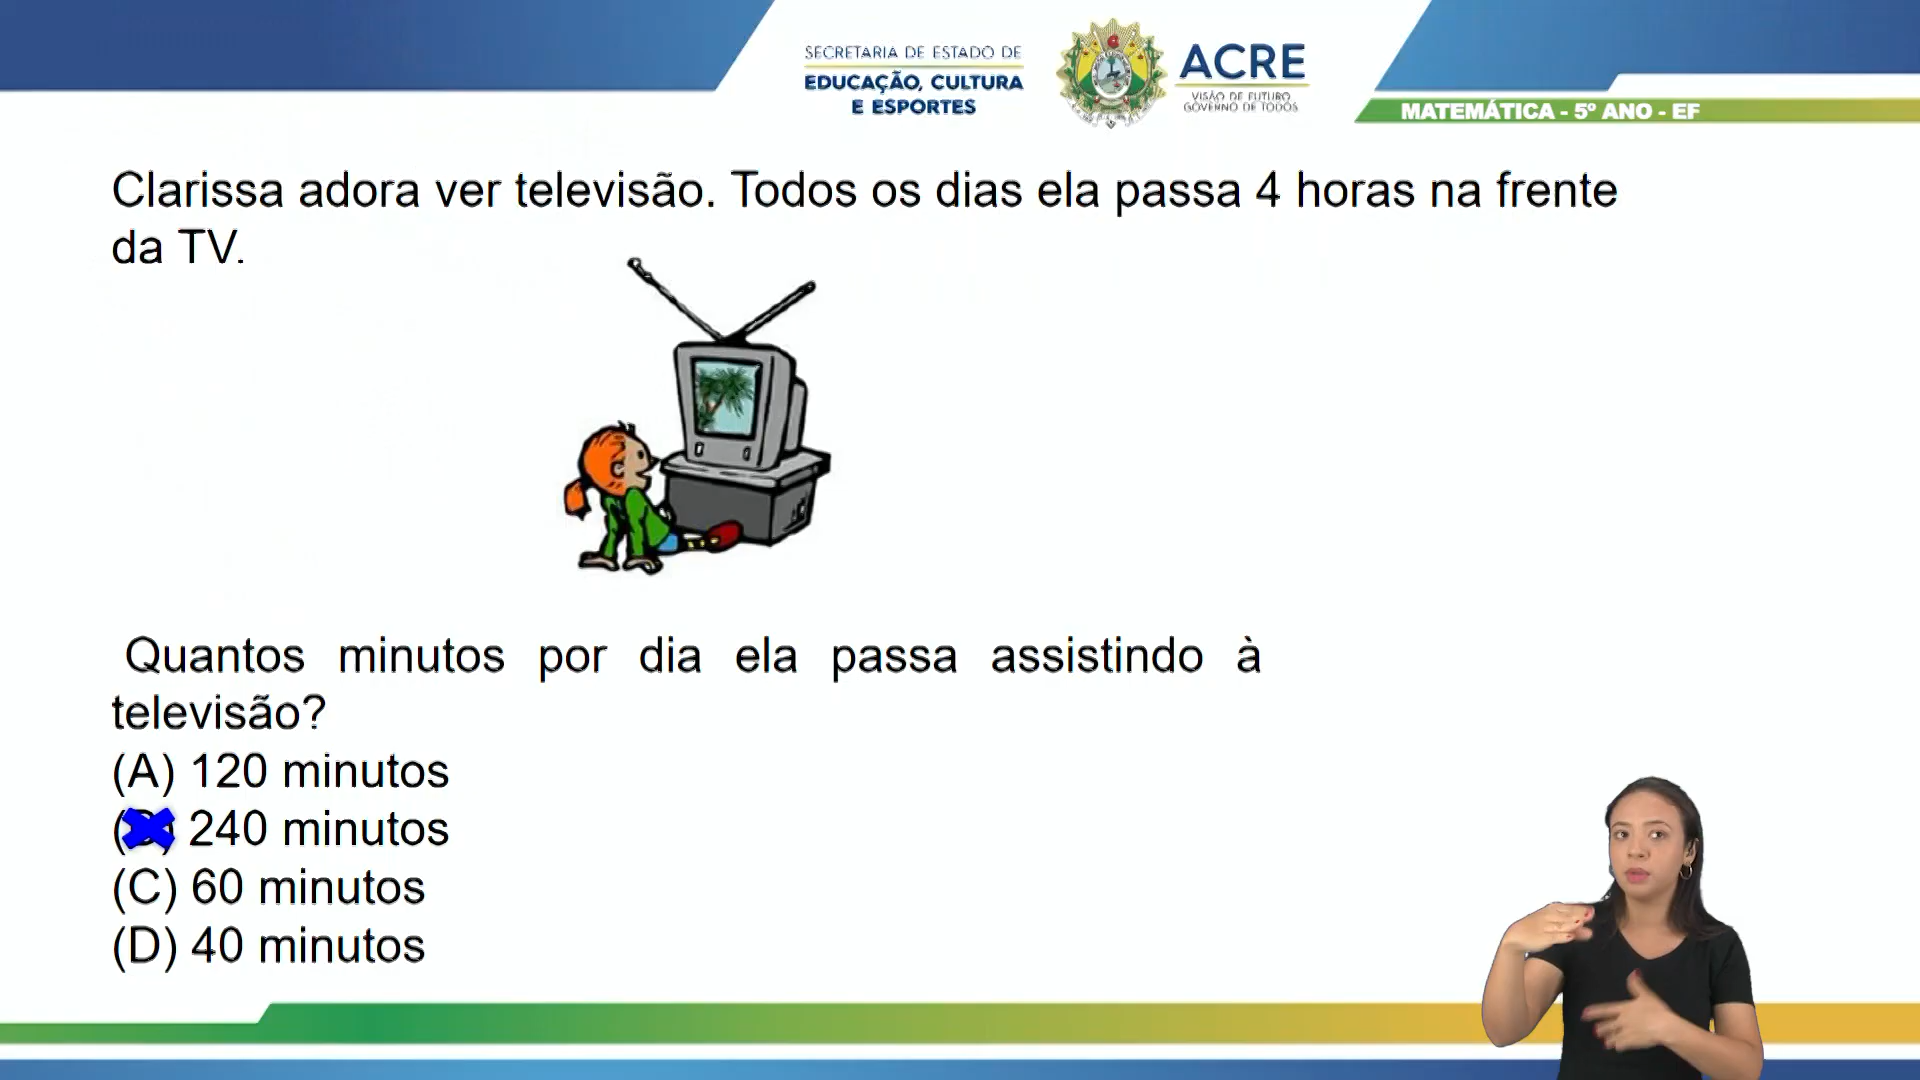 SECRETARIA DE ESTADO DE
EDUCAÇÃO, CULTURA
E ESPORTES
ACRE
VISÃO DE FUTURO
GOVERNO DE TODOS
MATEMÁTICA - 5º ANO - EF
Clarissa adora ver televisão. Todos os dias ela passa 4 horas na frente
da TV.
Quantos minutos por dia ela passa assistindo à
televisão?
(A) 120 minutos
( ) 240 minutos
(C) 60 minutos
(D) 40 minutos